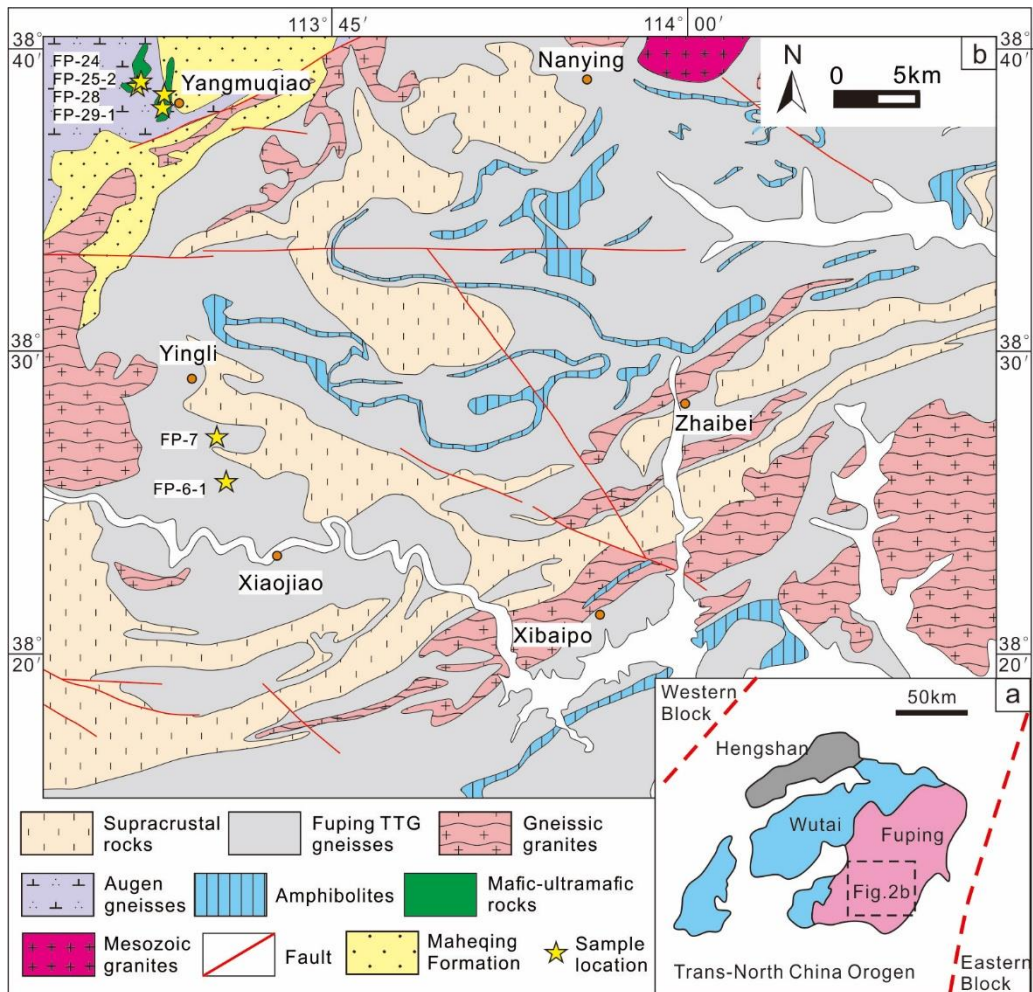 113°45′
114°00′
38°
40′
38°
40′
b
FP-24
FP-25-2
FP-28
FP-29-1
Yangmuqiao
Nanying
N
0 5km
38°
30′
38°
30′
Yingli
FP-7
FP-6-1
Zhaibei
Xiaojiao
Xibaipo
38°
20′
38°
20′
a
Western
Block
50km
Hengshan
Wutai
Fuping
Fig.2b
Trans-North China Orogen
Eastern
Block
Supracrustal
rocks
Fuping TTG
gneisses
Gneissic
granites
Augen
gneisses
Amphibolites
Mafic-ultramafic
rocks
Mesozoic
granites
Fault
Maheqing
Formation
Sample
location